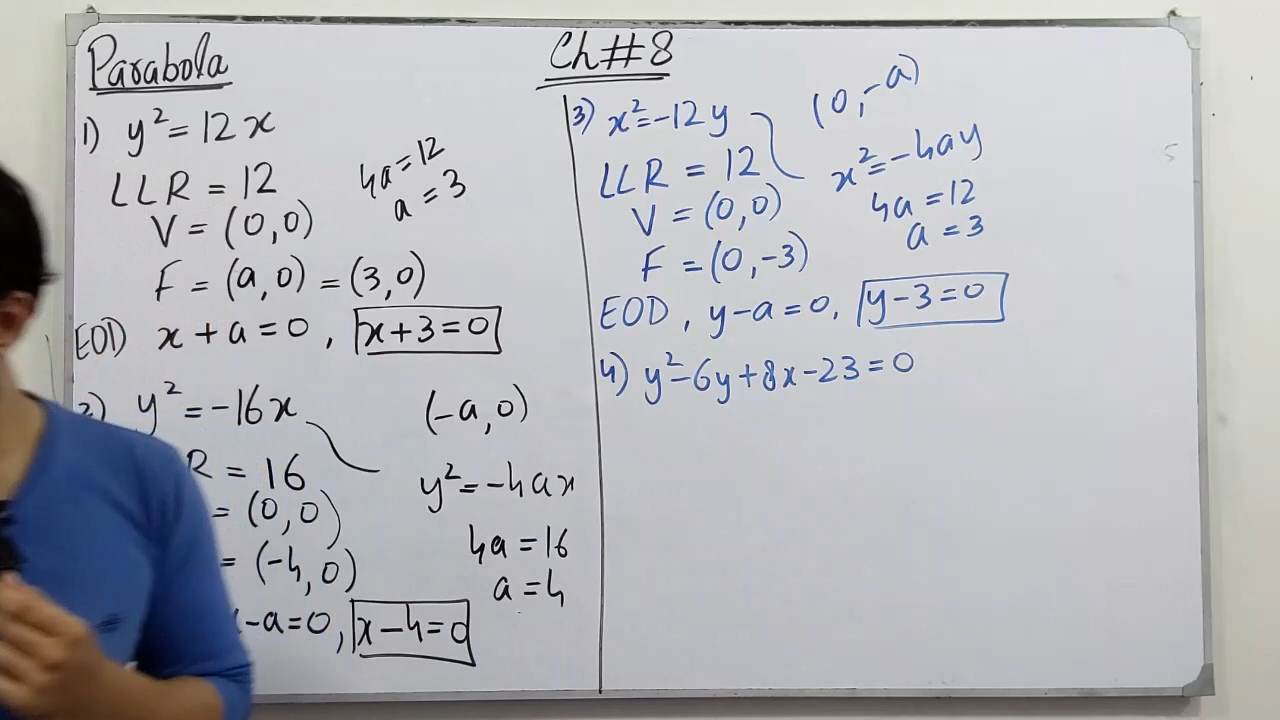 Parabola
Ch#8
1) y² = 12x
LLR = 12
4a = 12
a = 3
V = (0,0)
F = (a,0) = (3,0)
EOD x + a = 0, x+3=0
2) y² = -16x
(-a,0)
R = 16
y² = -4ax
= (0,0)
4a = 16
= (-4,0)
a = 4
-a=0, x-4=0
3) x² = -12y
(0,-a)
LLR = 12
x² = -4ay
V = (0,0)
4a = 12
a = 3
F = (0,-3)
EOD, y-a=0, y-3=0
4) y²-6y+8x-23=0